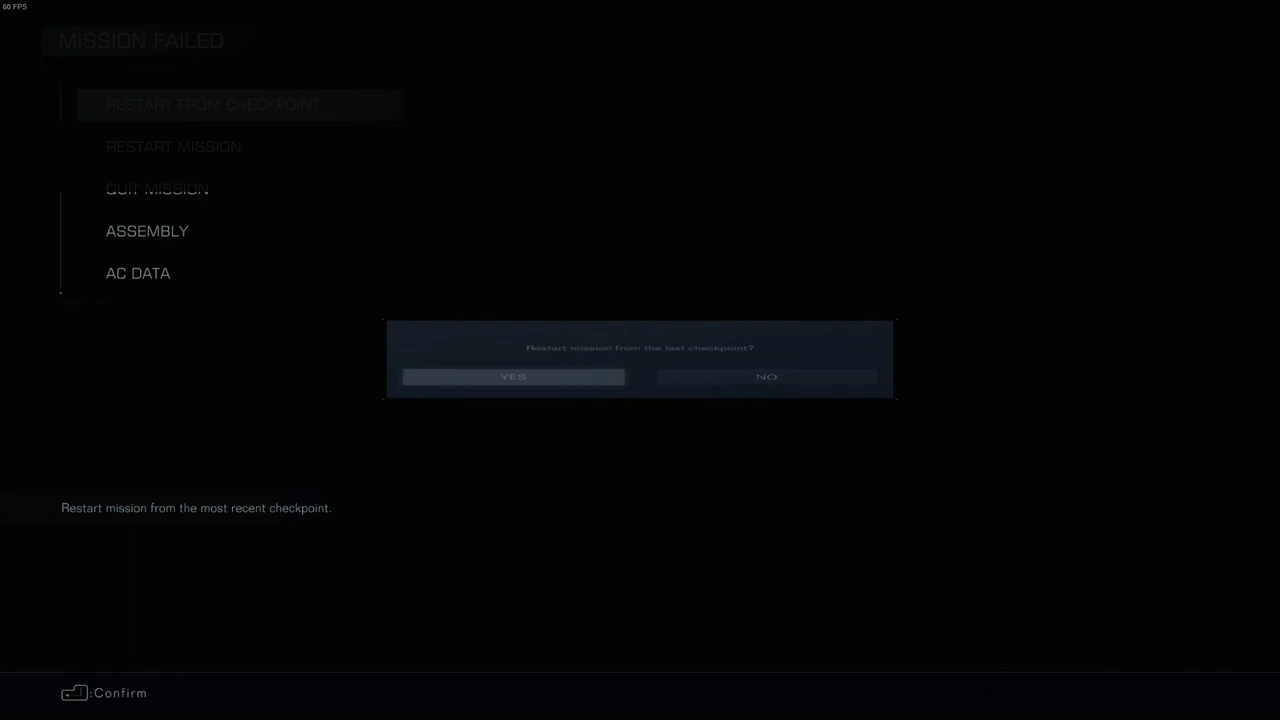 60 FPS
MISSION FAILED
RESTART FROM CHECKPOINT
RESTART MISSION
QUIT MISSION
ASSEMBLY
AC DATA
Restart mission from the last checkpoint?
YES NO
Restart mission from the most recent checkpoint.
:Confirm